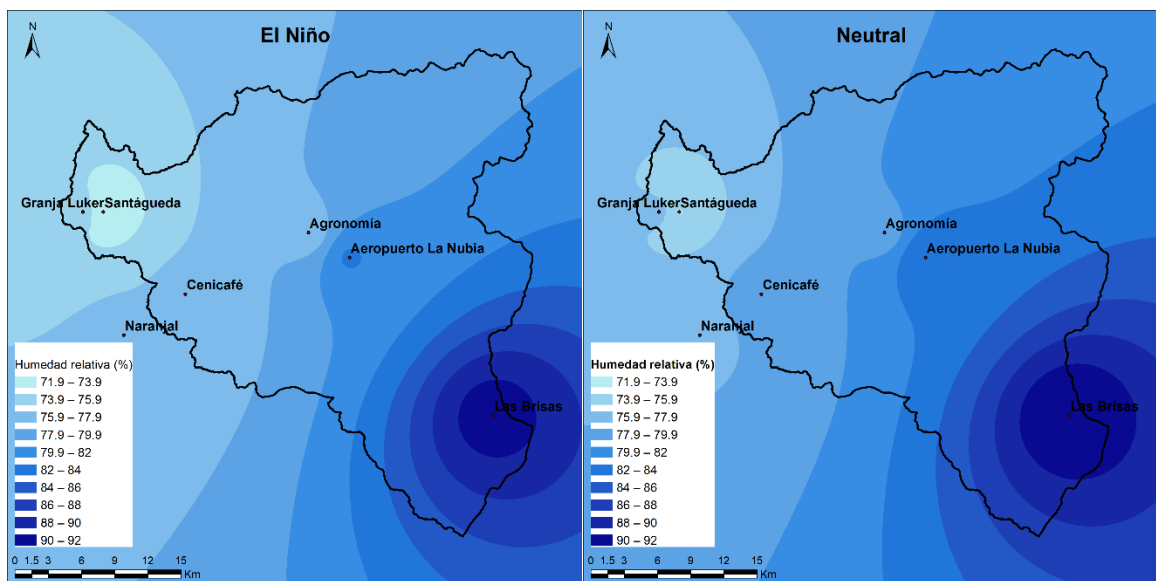 N
El Niño
Granja Luker Santágueda
Agronomía
Aeropuerto La Nubia
Cenicafé
Naranjal
Las Brisas
Humedad relativa (%)
71.9 – 73.9
73.9 – 75.9
75.9 – 77.9
77.9 – 79.9
79.9 – 82
82 – 84
84 – 86
86 – 88
88 – 90
90 – 92
0 1.5 3 6 9 12 15
Km
N
Neutral
Granja Luker Santágueda
Agronomía
Aeropuerto La Nubia
Cenicafé
Naranjal
Las Brisas
Humedad relativa (%)
71.9 – 73.9
73.9 – 75.9
75.9 – 77.9
77.9 – 79.9
79.9 – 82
82 – 84
84 – 86
86 – 88
88 – 90
90 – 92
0 1.5 3 6 9 12 15
Km